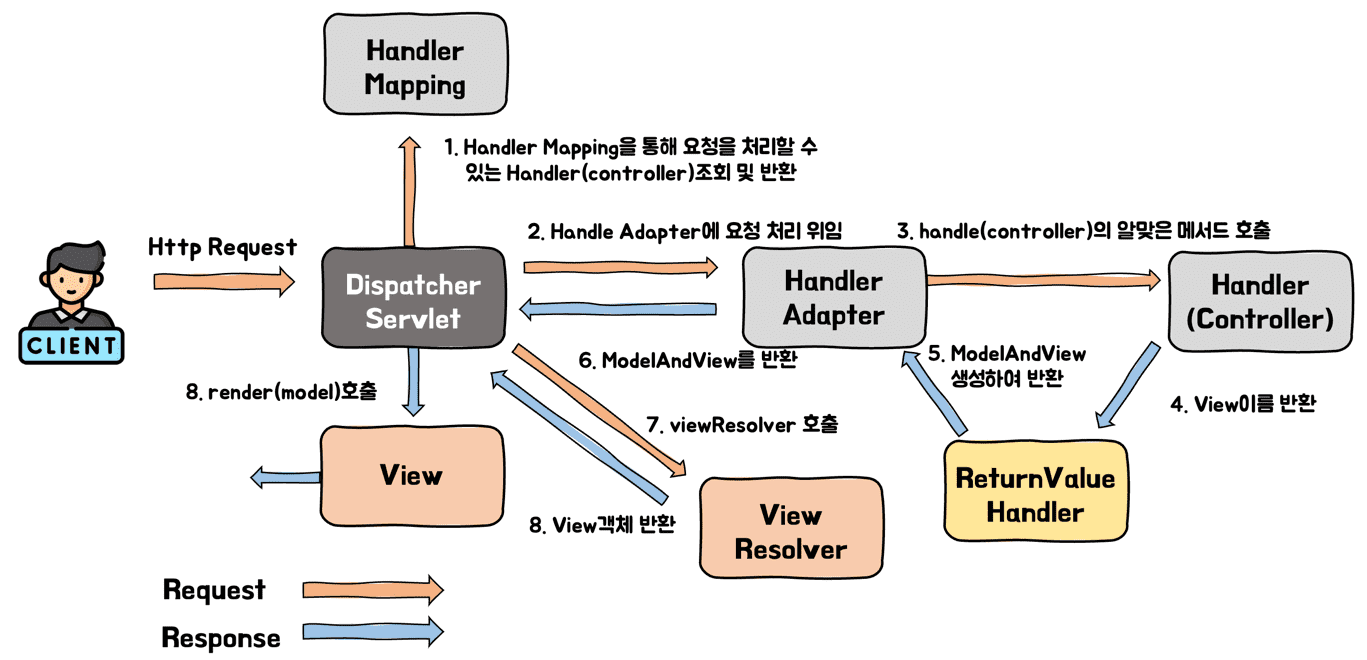 Handler
Mapping
1. Handler Mapping을 통해 요청을 처리할 수
있는 Handler(controller)조회 및 반환
Http Request
2. Handle Adapter에 요청 처리 위임
3. handle(controller)의 알맞은 메서드 호출
CLIENT
Dispatcher
Servlet
Handler
Adapter
Handler
(Controller)
6. ModelAndView를 반환
5. ModelAndView
생성하여 반환
8. render(model)호출
7. viewResolver 호출
4. View이름 반환
View
ReturnValue
Handler
8. View객체 반환
View
Resolver
Request
Response